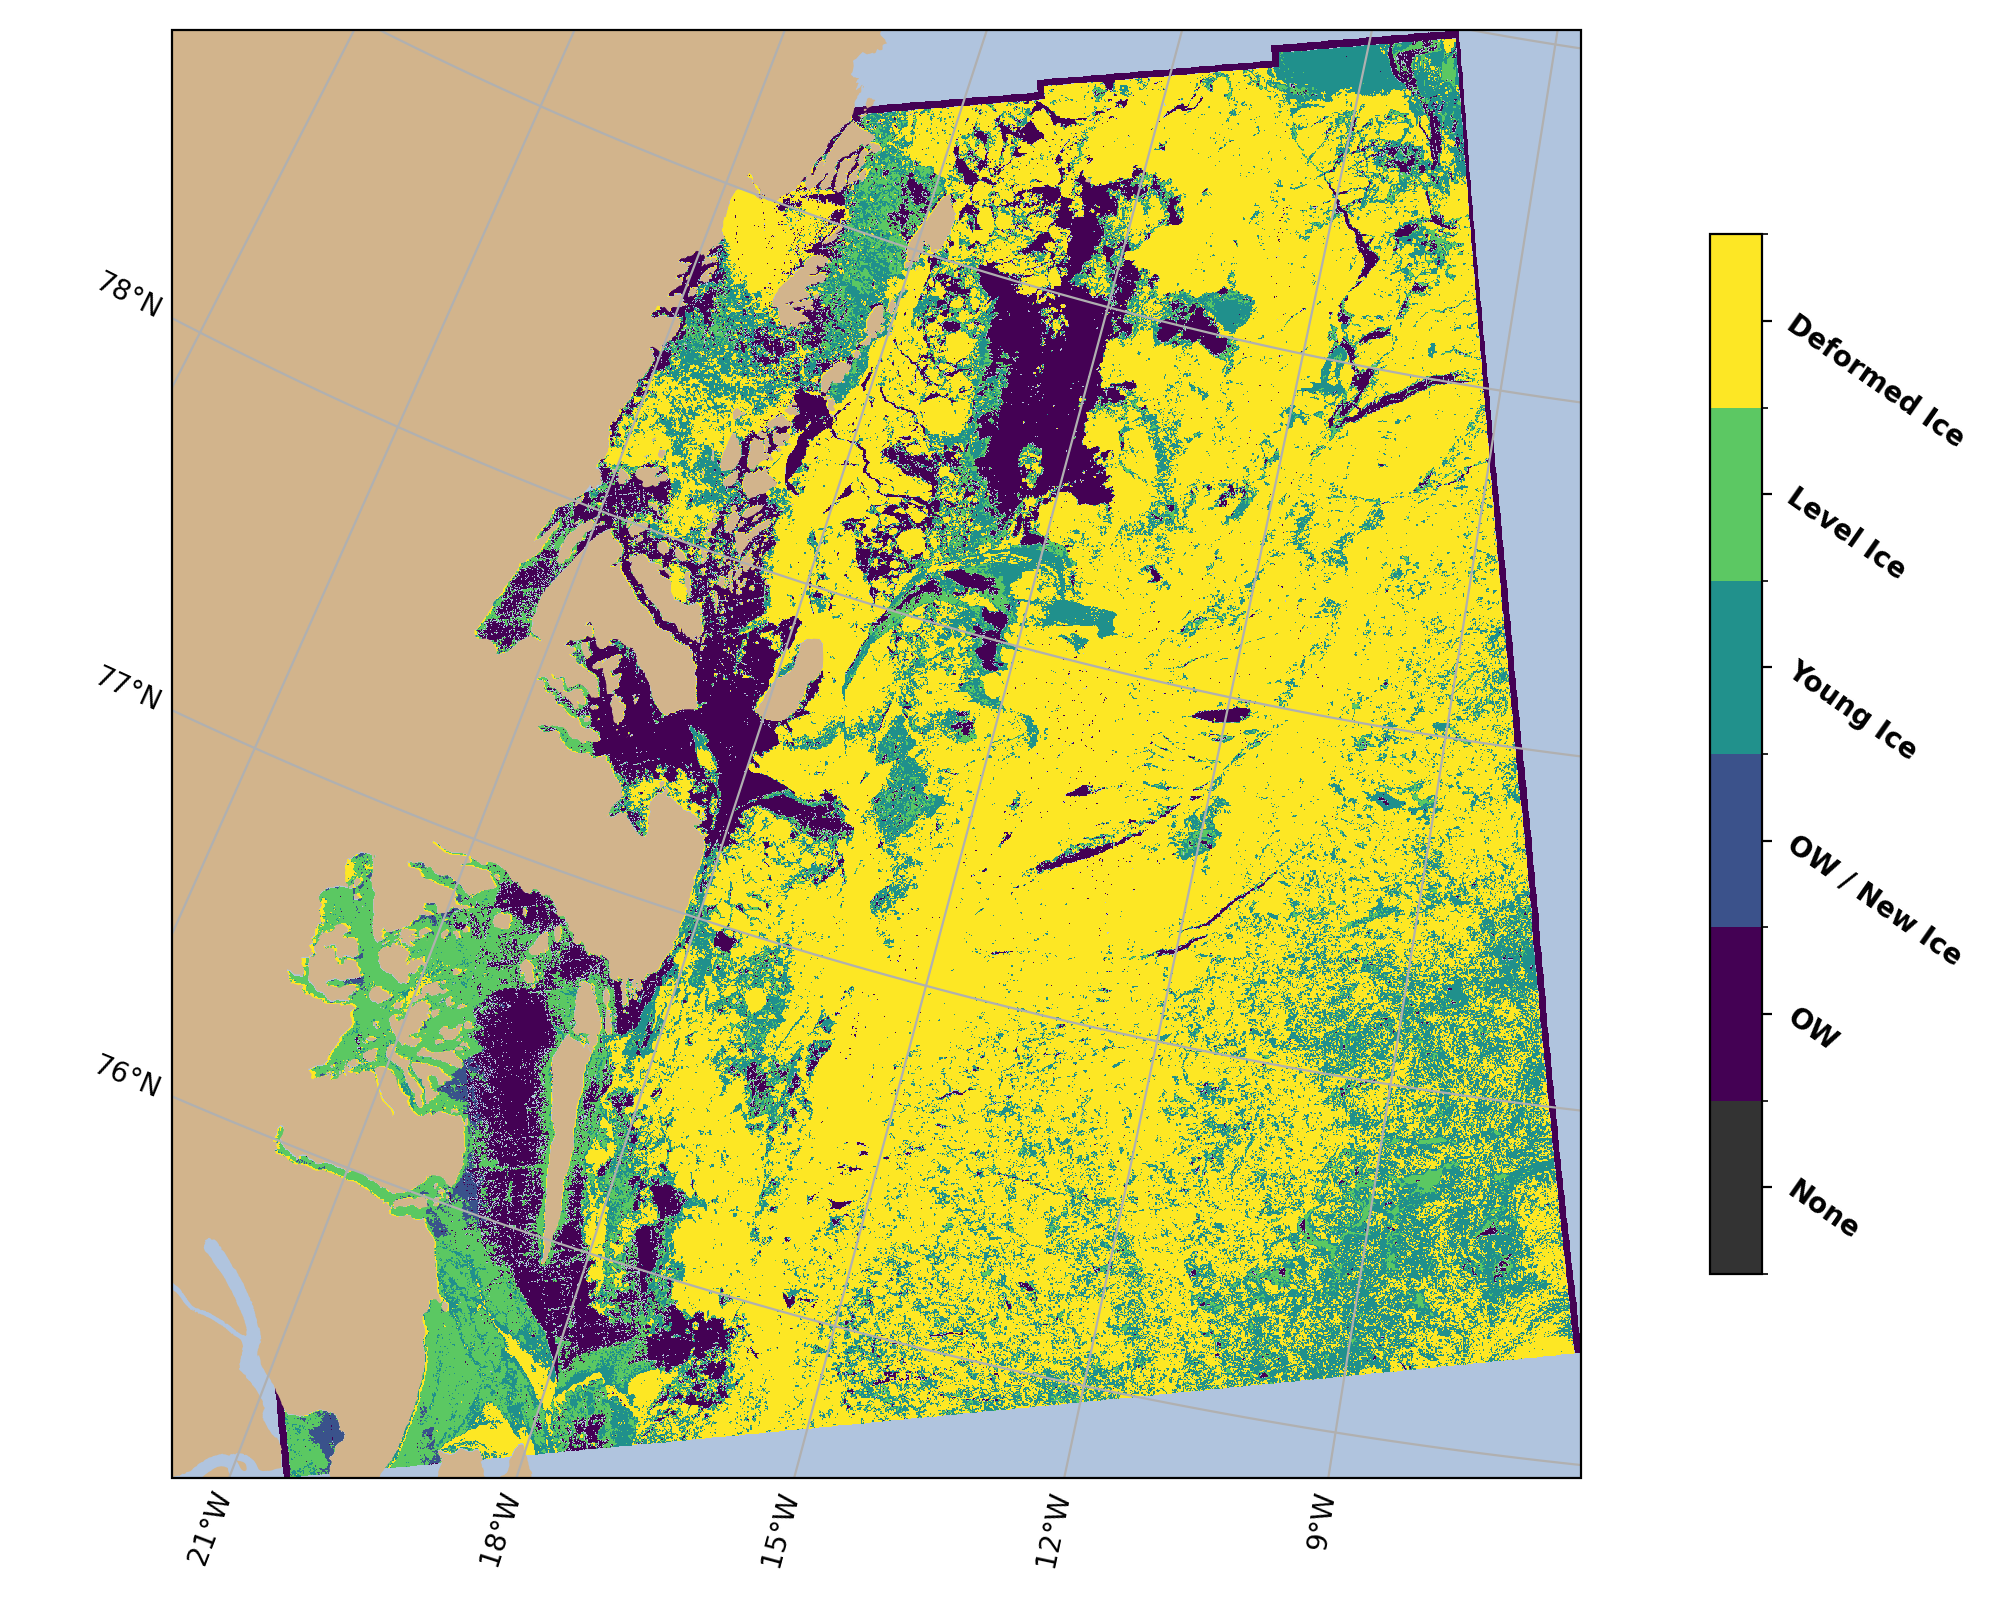 78°N
77°N
76°N
21°W
18°W
15°W
12°W
9°W
Deformed Ice
Level Ice
Young Ice
OW / New Ice
OW
None